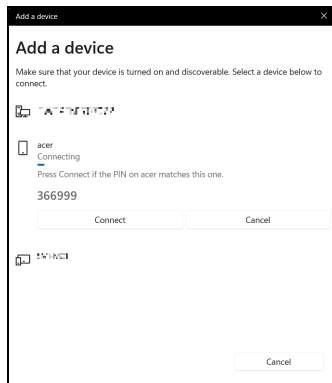 Add a device
Add a device
Make sure that your device is turned on and discoverable. Select a device below to
connect.
acer
Connecting
Press Connect if the PIN on acer matches this one.
366999
Connect Cancel
Cancel